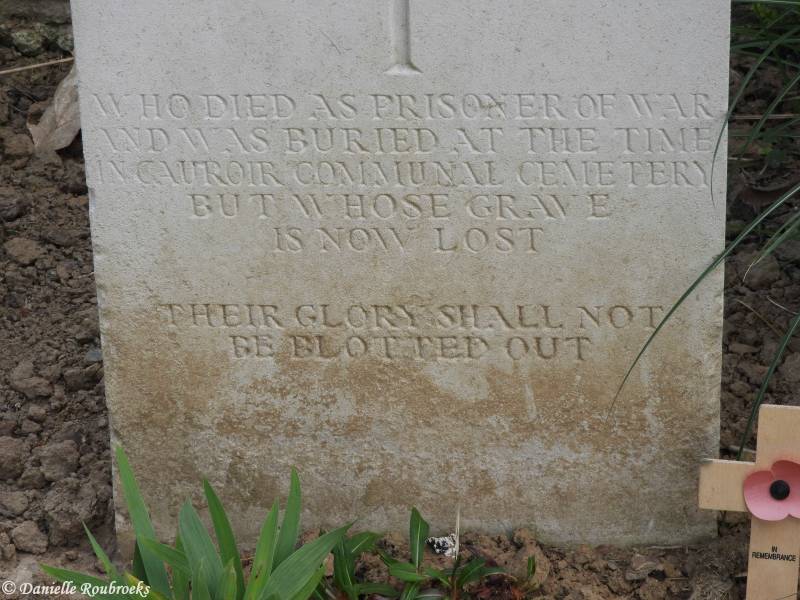 WHO DIED AS PRISONER OF WAR
AND WAS BURIED AT THE TIME
IN CAUROIR COMMUNAL CEMETERY
BUT WHOSE GRAVE
IS NOW LOST
THEIR GLORY SHALL NOT
BE BLOTTED OUT
IN
REMEMBRANCE
© Danielle Roubroeks